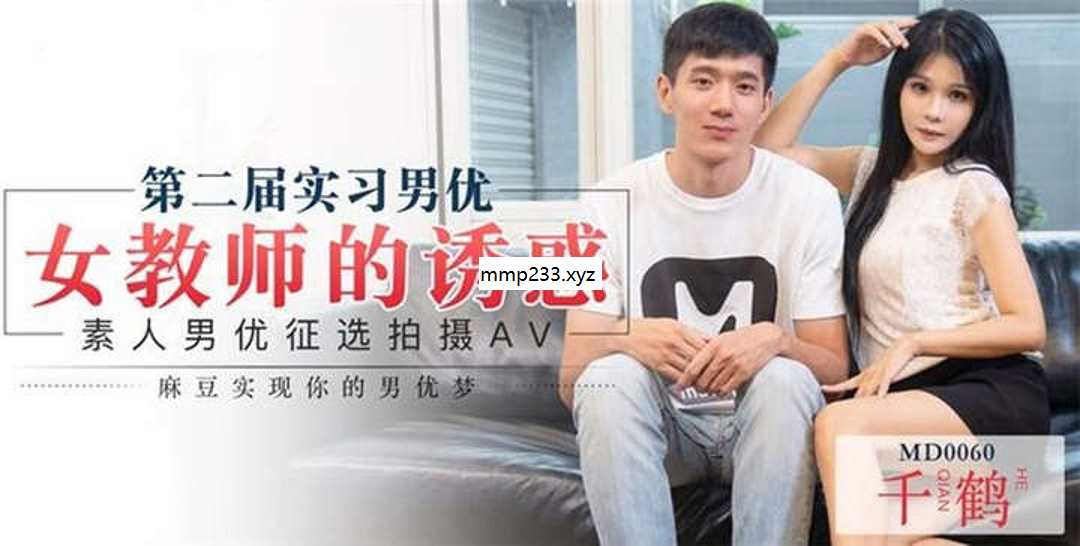 第二届实习男优
女教师的诱惑
mmp233.xyz
素人男优征选拍摄AV
麻豆实现你的男优梦
MD0060
千鹤
QIAN HE